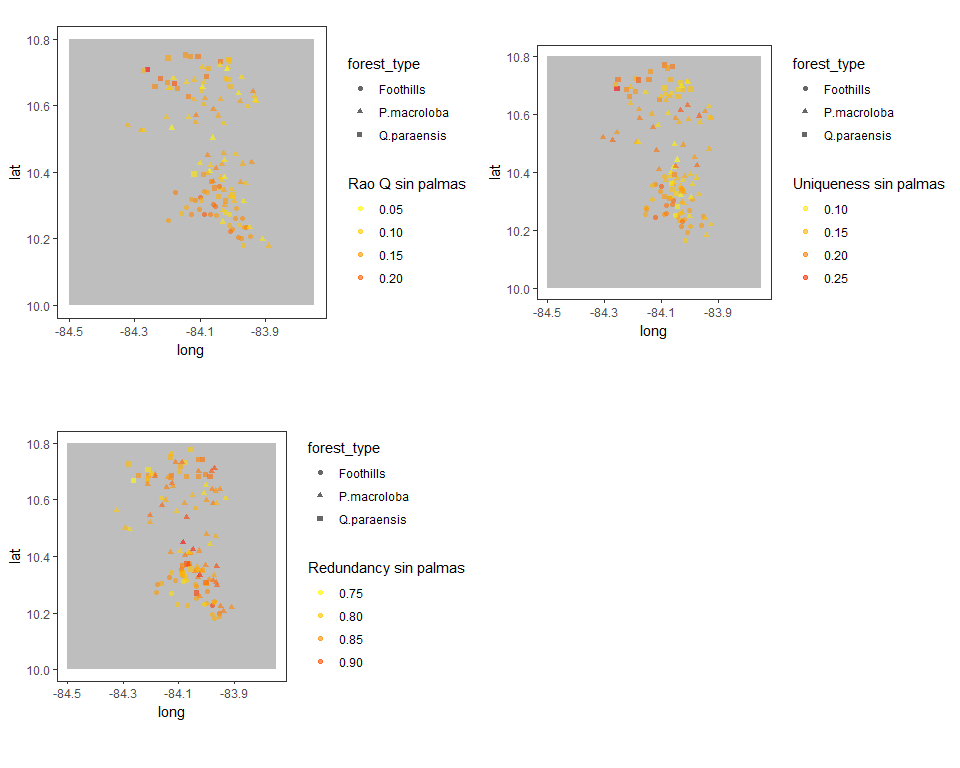 10.8
10.6
10.4
10.2
10.0
lat
-84.5
-84.3
-84.1
-83.9
long
forest_type
Foothills
P.macroloba
Q.paraensis
Rao Q sin palmas
0.05
0.10
0.15
0.20
10.8
10.6
10.4
10.2
10.0
lat
-84.5
-84.3
-84.1
-83.9
long
forest_type
Foothills
P.macroloba
Q.paraensis
Uniqueness sin palmas
0.10
0.15
0.20
0.25
10.8
10.6
10.4
10.2
10.0
lat
-84.5
-84.3
-84.1
-83.9
long
forest_type
Foothills
P.macroloba
Q.paraensis
Redundancy sin palmas
0.75
0.80
0.85
0.90